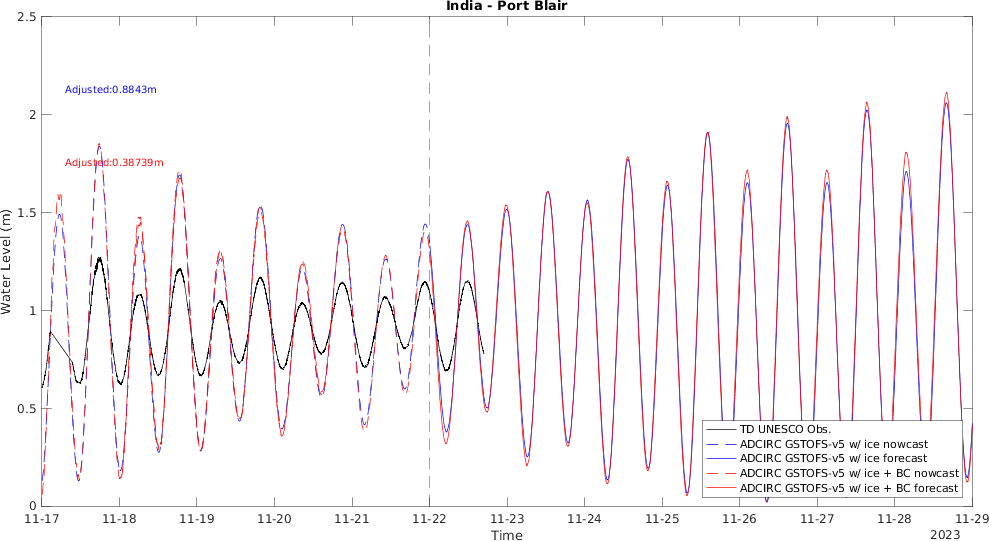 India - Port Blair
2.5
2
1.5
1
0.5
0
Water Level (m)
Adjusted:0.8843m
Adjusted:0.38739m
TD UNESCO Obs.
ADCIRC GSTOFS-v5 w/ ice nowcast
ADCIRC GSTOFS-v5 w/ ice forecast
ADCIRC GSTOFS-v5 w/ ice + BC nowcast
ADCIRC GSTOFS-v5 w/ ice + BC forecast
11-17 11-18 11-19 11-20 11-21 11-22 11-23 11-24 11-25 11-26 11-27 11-28 11-29
Time
2023